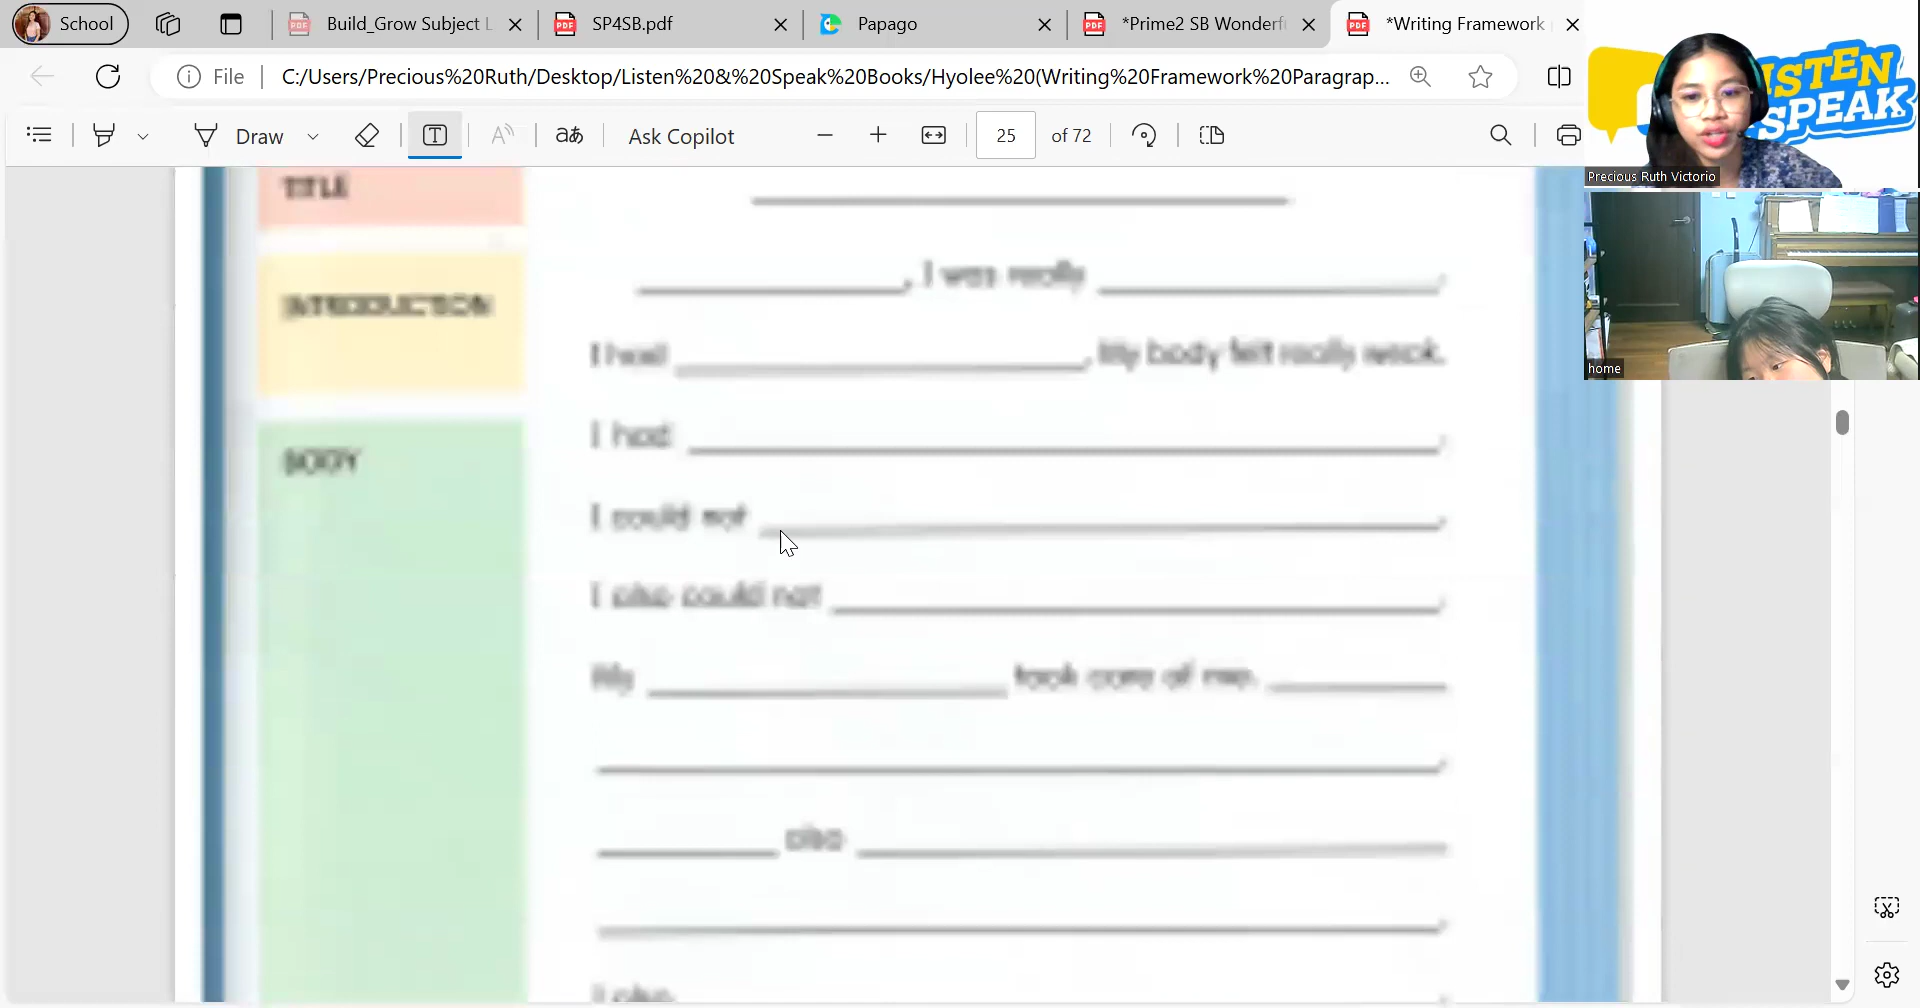 School
Build_Grow Subject L
SP4SB.pdf
Papago
*Prime2 SB Wonderf
*Writing Framework
File
C:/Users/Precious%20Ruth/Desktop/Listen%20&%20Speak%20Books/Hyolee%20(Writing%20Framework%20Paragrap...
Draw
Ask Copilot
25
of 72
LISTEN
SPEAK
Precious Ruth Victorio
home
TITLE
, I was really
INTRODUCTION
I had . My body felt really weak.
I had
BODY
I could not
I also could not
My took care of me.
also
I also